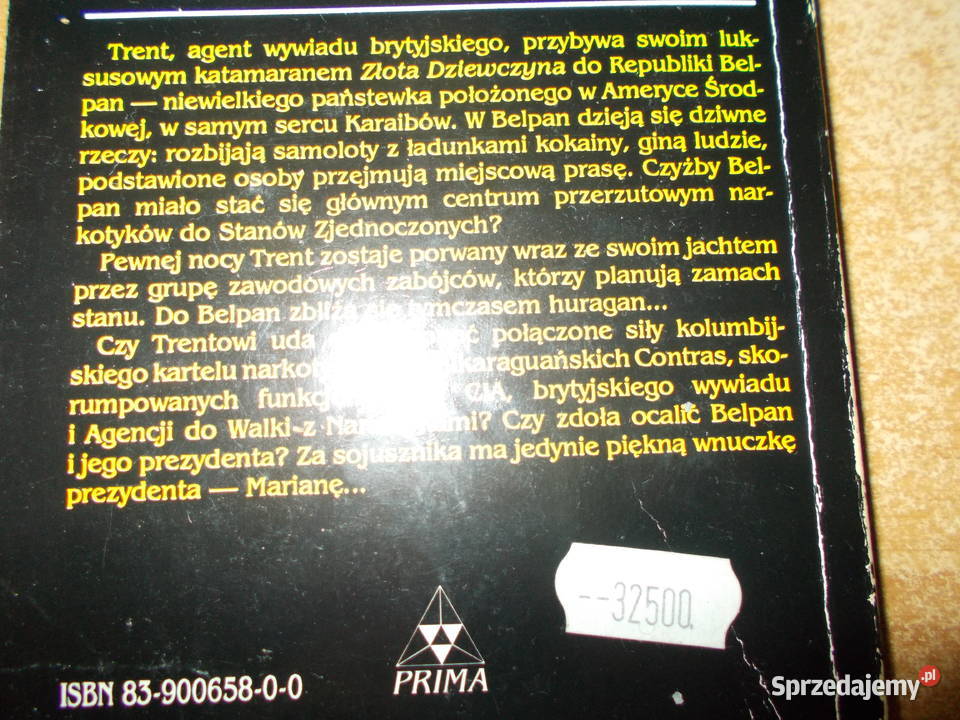 Trent, agent wywiadu brytyjskiego, przybywa swoim luk-
susowym katamaranem Złota Dziewczyna do Republiki Bel-
pan — niewielkiego państewka położonego w Ameryce Środ-
kowej, w samym sercu Karaibów. W Belpan dzieją się dziwne
rzeczy: rozbijają samoloty z ładunkami kokainy, giną ludzie,
podstawione osoby przejmują miejscową prasę. Czyżby Bel-
pan miało stać się głównym centrum przerzutowym nar-
kotyków do Stanów Zjednoczonych?
Pewnej nocy Trent zostaje porwany wraz ze swoim jachtem
przez grupę zawodowych zabójców, którzy planują zamach
stanu. Do Belpan zbliża się tymczasem huragan...
Czy Trentowi uda połączone siły kolumbij-
skiego kartelu Contras, sko-
rumpowanych CIA, brytyjskiego wywiadu
i Agencji do Walki z Czy zdoła ocalić Belpan
i jego prezydenta? Za sojusznika ma jedynie piękną wnuczkę
prezydenta — Marianę...
--32500
PRIMA
ISBN 83-900658-0-0
Sprzedajemy.pl